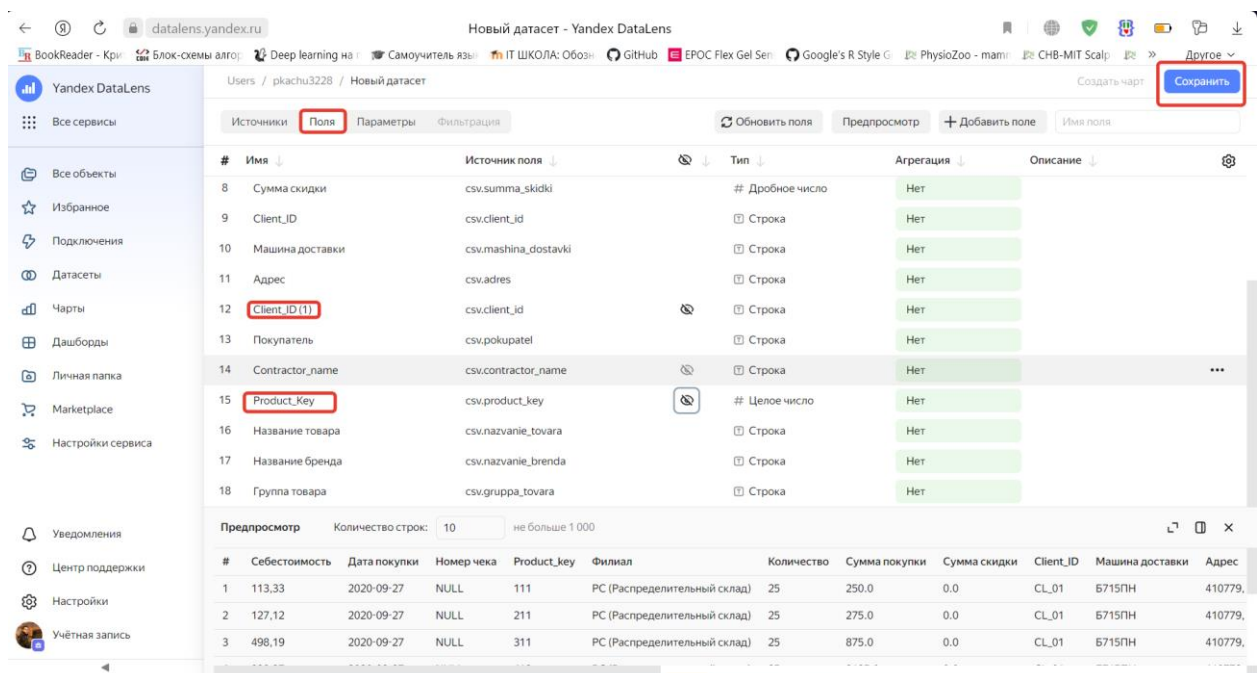 datalens.yandex.ru Новый датасет - Yandex DataLens
BookReader - Кри Блок-схемы алгор Deep learning на Самоучитель язы IT ШКОЛА: Обозн GitHub EPOC Flex Gel Sen Google's R Style G PhysioZoo - mamm CHB-MIT Scalp » Другое
Yandex DataLens
Все сервисы
Все объекты
Избранное
Подключения
Датасеты
Чарты
Дашборды
Личная папка
Marketplace
Настройки сервиса
Уведомления
Центр поддержки
Настройки
Учётная запись
Users / pkachu3228 / Новый датасет Создать чарт Сохранить
Источники Поля Параметры Фильтрация Обновить поля Предпросмотр + Добавить поле Имя поля
# Имя ↓ Источник поля ↓ ↓ Тип ↓ Агрегация ↓ Описание ↓
8 Сумма скидки csv.summa_skidki # Дробное число Нет
9 Client_ID csv.client_id Строка Нет
10 Машина доставки csv.mashina_dostavki Строка Нет
11 Адрес csv.adres Строка Нет
12 Client_ID (1) csv.client_id Строка Нет
13 Покупатель csv.pokupatel Строка Нет
14 Contractor_name csv.contractor_name Строка Нет •••
15 Product_Key csv.product_key # Целое число Нет
16 Название товара csv.nazvanie_tovara Строка Нет
17 Название бренда csv.nazvanie_brenda Строка Нет
18 Группа товара csv.gruppa_tovara Строка Нет
Предпросмотр Количество строк: 10 не больше 1 000
# Себестоимость Дата покупки Номер чека Product_key Филиал Количество Сумма покупки Сумма скидки Client_ID Машина доставки Адрес
1 113,33 2020-09-27 NULL 111 РС (Распределительный склад) 25 250.0 0.0 CL_01 Б715ПН 410779,
2 127,12 2020-09-27 NULL 211 РС (Распределительный склад) 25 275.0 0.0 CL_01 Б715ПН 410779,
3 498,19 2020-09-27 NULL 311 РС (Распределительный склад) 25 875.0 0.0 CL_01 Б715ПН 410779,